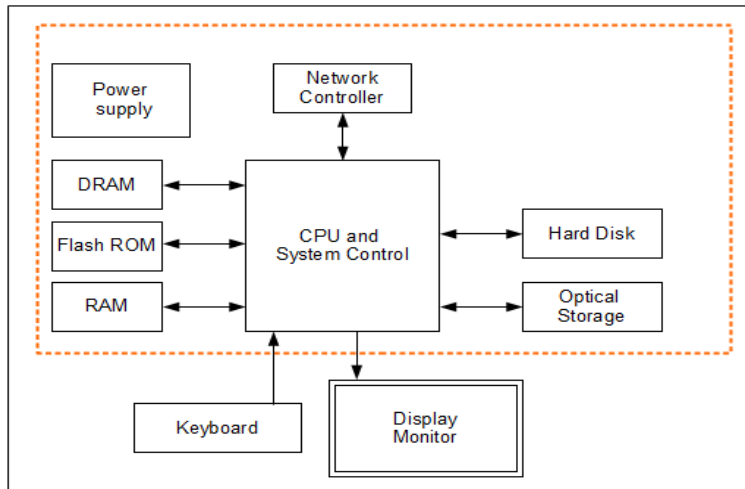 Power
supply
Network
Controller
DRAM
Flash ROM
RAM
CPU and
System Control
Hard Disk
Optical
Storage
Keyboard
Display
Monitor